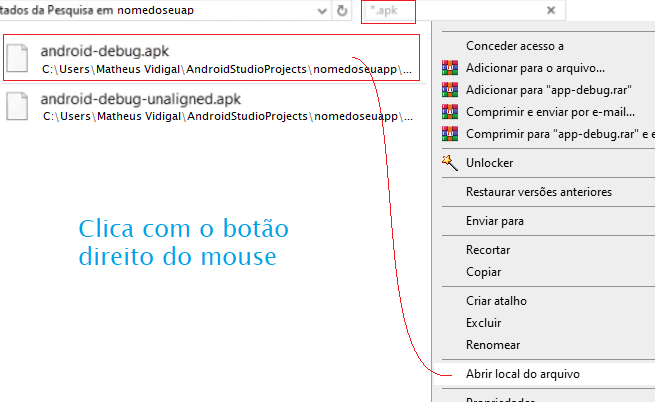 tados da Pesquisa em nomedoseuap
*.apk
android-debug.apk
C:\Users\Matheus Vidigal\AndroidStudioProjects\nomedoseuapp\...
android-debug-unaligned.apk
C:\Users\Matheus Vidigal\AndroidStudioProjects\nomedoseuapp\...
Clica com o botão
direito do mouse
Conceder acesso a
Adicionar para o arquivo...
Adicionar para "app-debug.rar"
Comprimir e enviar por e-mail...
Comprimir para "app-debug.rar" e e
Unlocker
Restaurar versões anteriores
Enviar para
Recortar
Copiar
Criar atalho
Excluir
Renomear
Abrir local do arquivo
Propriedades